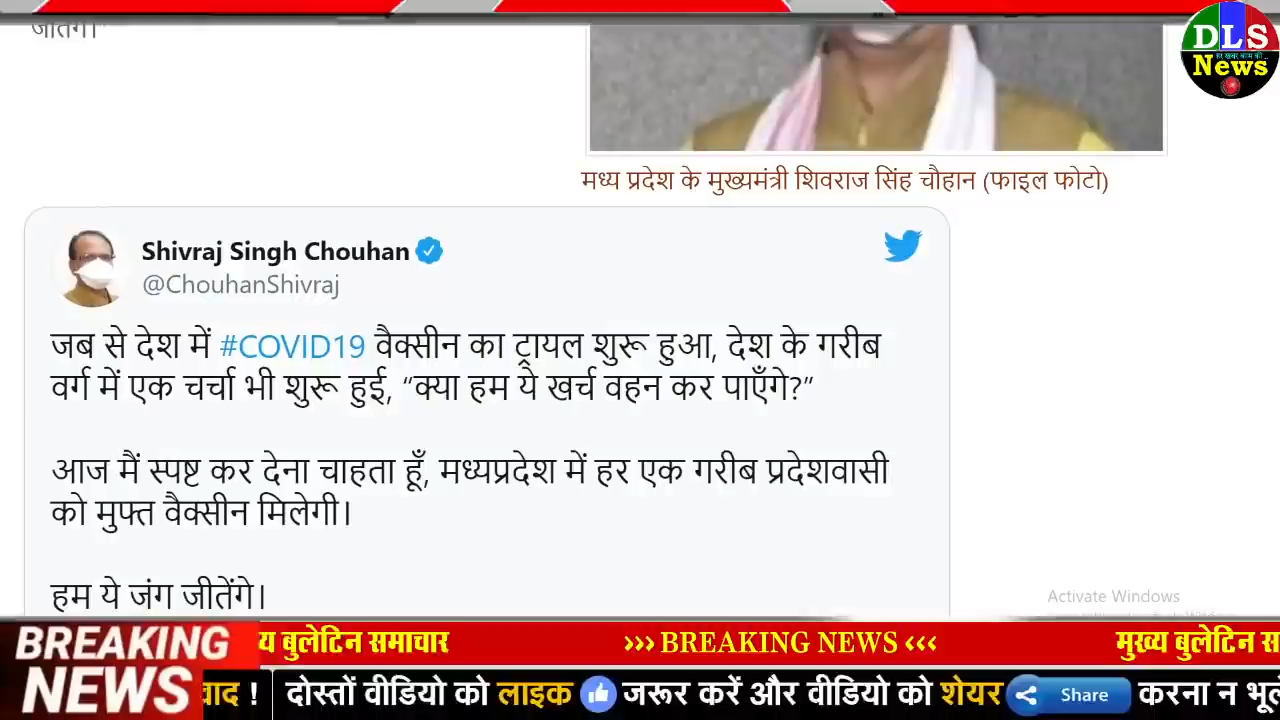 जीतेंगे।"
DLS
News
मध्य प्रदेश के मुख्यमंत्री शिवराज सिंह चौहान (फाइल फोटो)
Shivraj Singh Chouhan
@ChouhanShivraj
जब से देश में #COVID19 वैक्सीन का ट्रायल शुरू हुआ, देश के गरीब
वर्ग में एक चर्चा भी शुरू हुई, “क्या हम ये खर्च वहन कर पाएँगे?”
आज मैं स्पष्ट कर देना चाहता हूँ, मध्यप्रदेश में हर एक गरीब प्रदेशवासी
को मुफ्त वैक्सीन मिलेगी।
हम ये जंग जीतेंगे।
Activate Windows
BREAKING
NEWS
य बुलेटिन समाचार ››› BREAKING NEWS ‹‹‹ मुख्य बुलेटिन स
वाद ! दोस्तों वीडियो को लाइक जरूर करें और वीडियो को शेयर Share करना न भूले